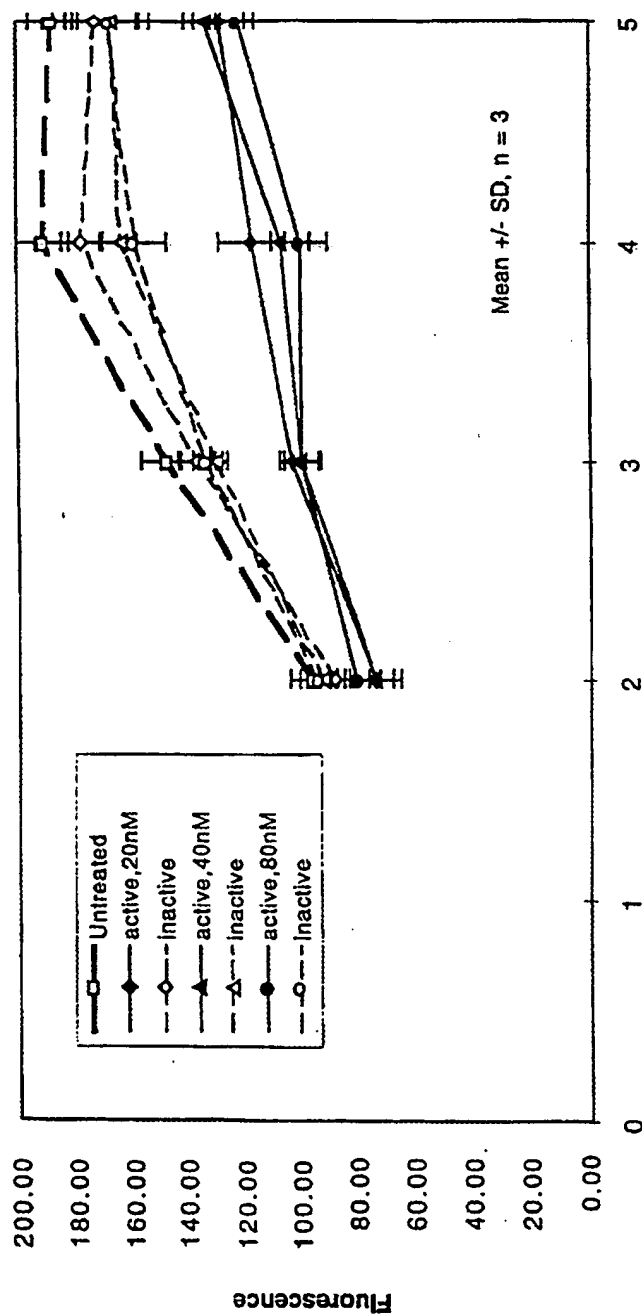 Fluorescence
200.00
180.00
160.00
140.00
120.00
100.00
80.00
60.00
40.00
20.00
0.00
Untreated
active,20nM
inactive
active,40nM
inactive
active,80nM
inactive
Mean +/- SD, n = 3
0 1 2 3 4 5